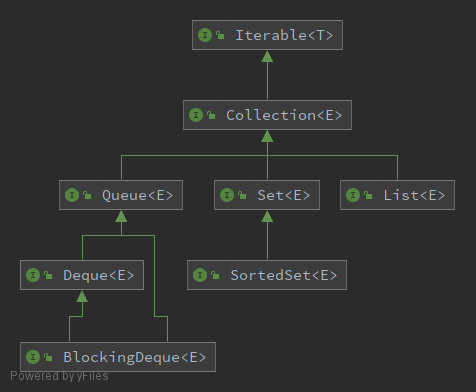 Iterable<T>
Collection<E>
Queue<E>
Set<E>
List<E>
Deque<E>
SortedSet<E>
BlockingDeque<E>
Powered by yFiles